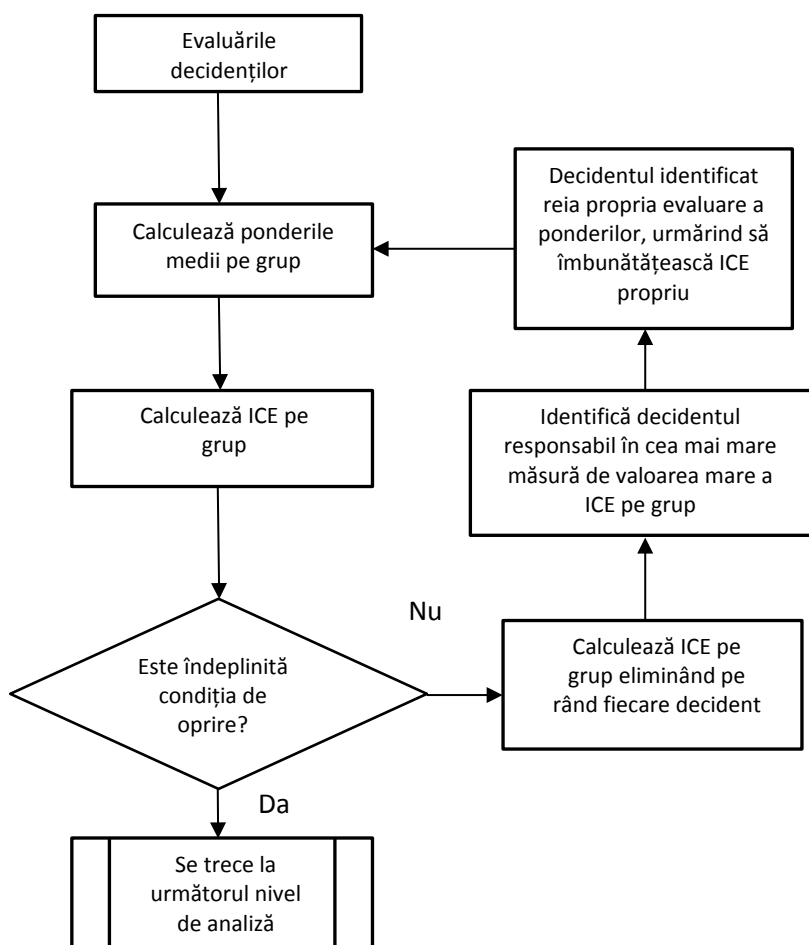 Evaluările
decidenților
Calculează ponderile
medii pe grup
Calculează ICE pe
grup
Este îndeplinită
condiția de
oprire?
Nu
Da
Calculează ICE pe
grup eliminând pe
rând fiecare decident
Identifică decidentul
responsabil în cea mai mare
măsură de valoarea mare a
ICE pe grup
Decidentul identificat
reia propria evaluare a
ponderilor, urmărind să
îmbunătățească ICE
propriu
Se trece la
următorul nivel
de analiză